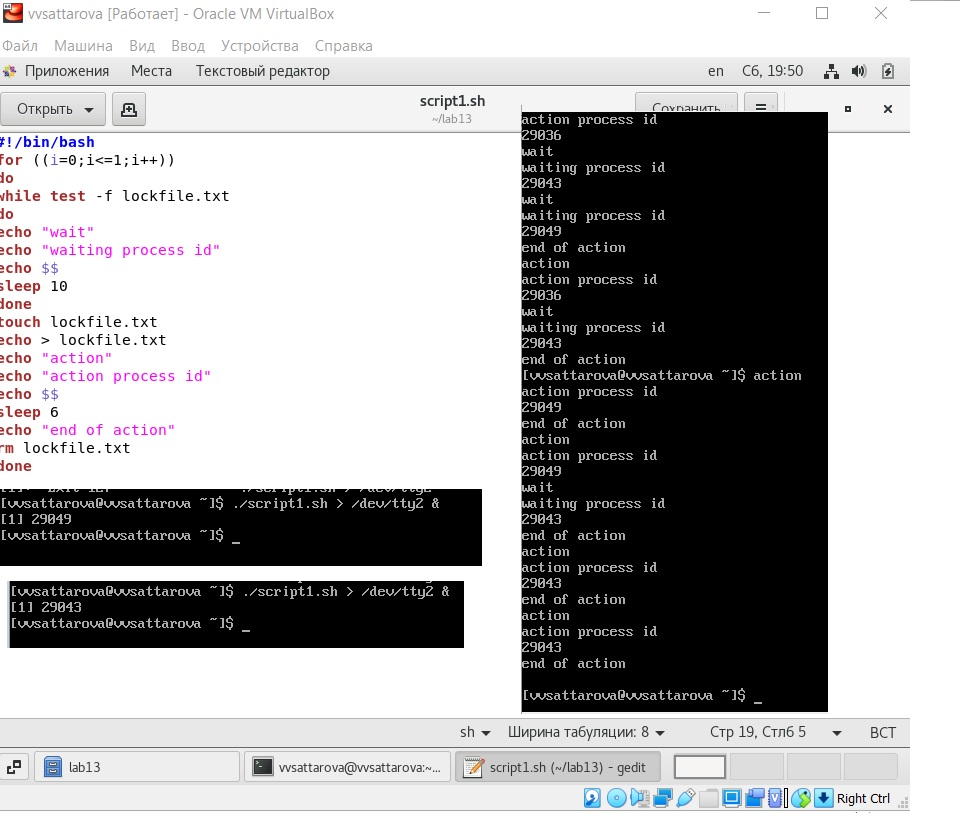 vvsattarova [Работает] - Oracle VM VirtualBox
Файл Машина Вид Ввод Устройства Справка
Приложения Места Текстовый редактор en Сб, 19:50
Открыть script1.sh ~/lab13 Сохранить
#!/bin/bash
for ((i=0;i<=1;i++))
do
while test -f lockfile.txt
do
echo "wait"
echo "waiting process id"
echo $$
sleep 10
done
touch lockfile.txt
echo > lockfile.txt
echo "action"
echo "action process id"
echo $$
sleep 6
echo "end of action"
rm lockfile.txt
done
./script1.sh > /dev/tty2
[vvsattarova@vvsattarova ~]$ ./script1.sh > /dev/tty2 &
[1] 29049
[vvsattarova@vvsattarova ~]$ _
[vvsattarova@vvsattarova ~]$ ./script1.sh > /dev/tty2 &
[1] 29043
[vvsattarova@vvsattarova ~]$ _
action process id
29036
wait
waiting process id
29043
wait
waiting process id
29049
end of action
action
action process id
29036
wait
waiting process id
29043
end of action
[vvsattarova@vvsattarova ~]$ action
action process id
29049
end of action
action
action process id
29049
wait
waiting process id
29043
end of action
action
action process id
29043
end of action
action
action process id
29043
end of action
[vvsattarova@vvsattarova ~]$ _
sh Ширина табуляции: 8 Стр 19, Стлб 5 ВСТ
lab13 vvsattarova@vvsattarova:~... script1.sh (~/lab13) - gedit
Right Ctrl